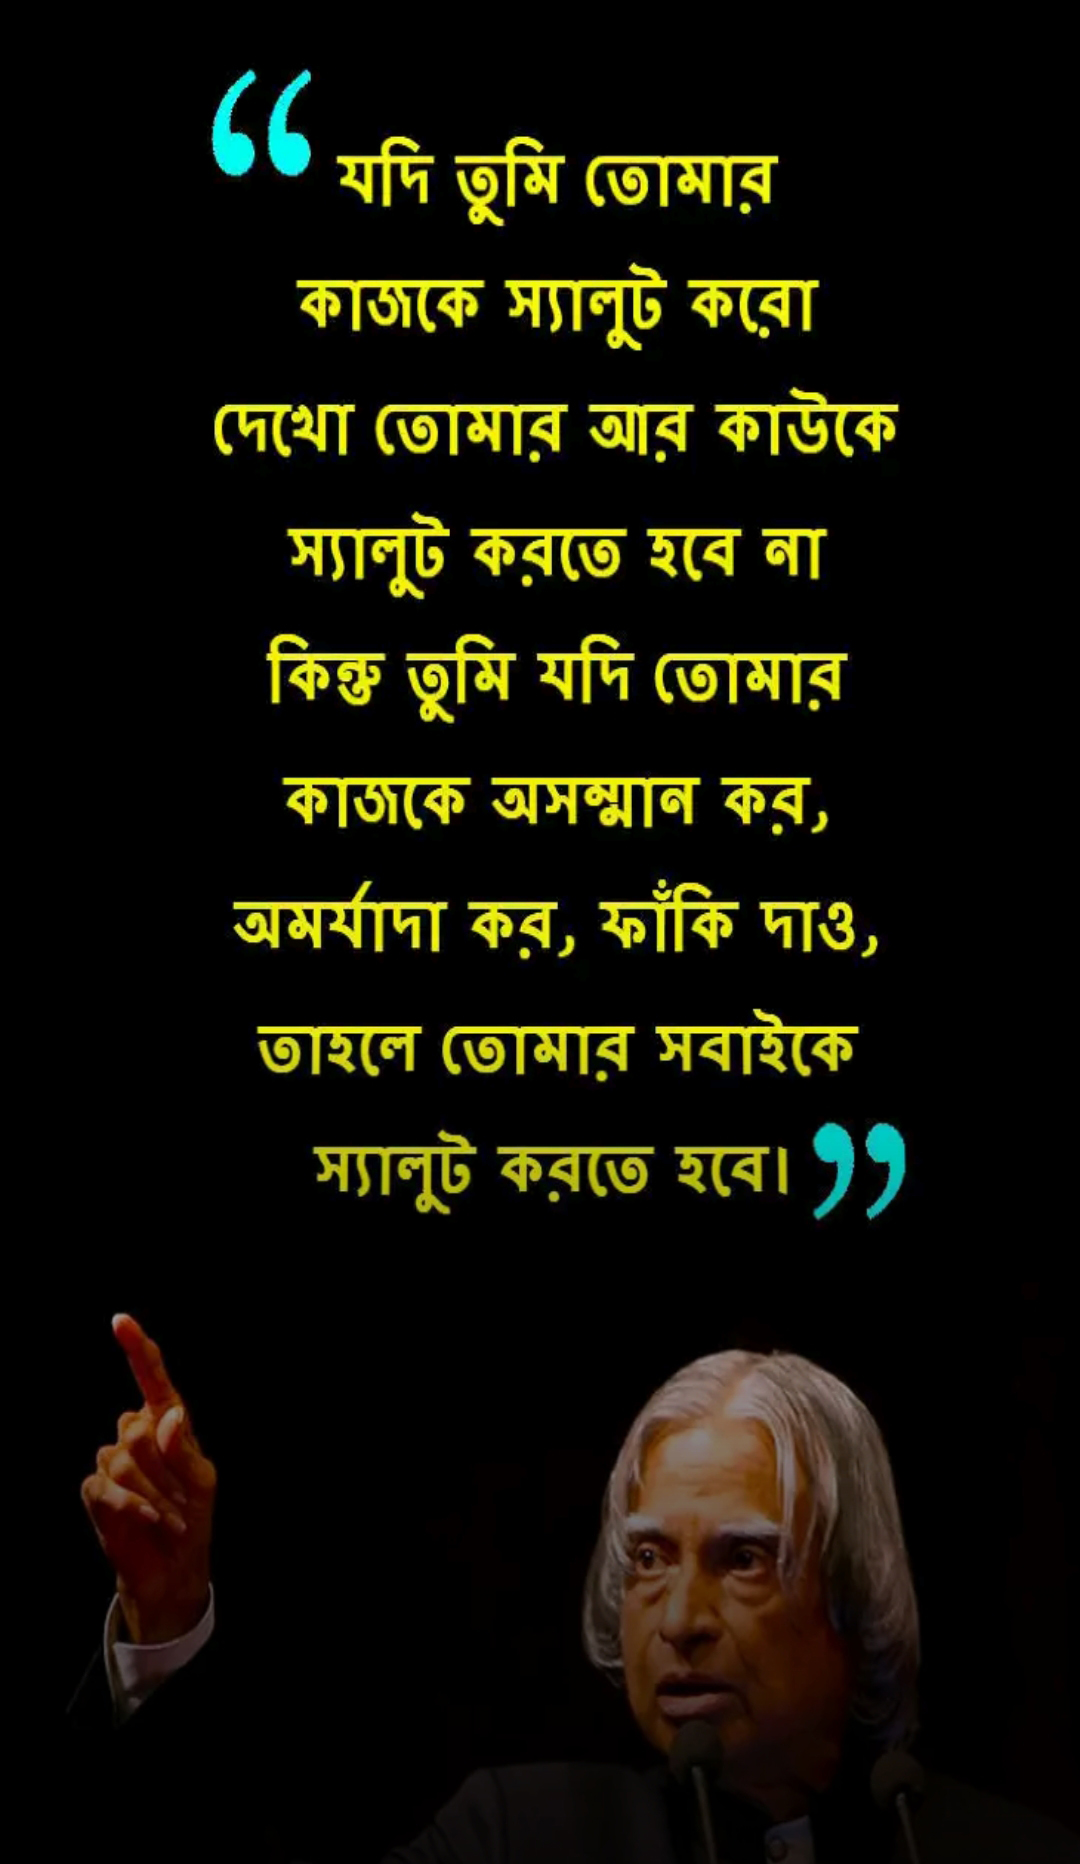 “ যদি তুমি তোমার
কাজকে স্যালুট করো
দেখো তোমার আর কাউকে
স্যালুট করতে হবে না
কিন্তু তুমি যদি তোমার
কাজকে অসম্মান কর,
অমর্যাদা কর, ফাঁকি দাও,
তাহলে তোমার সবাইকে
স্যালুট করতে হবে। ”